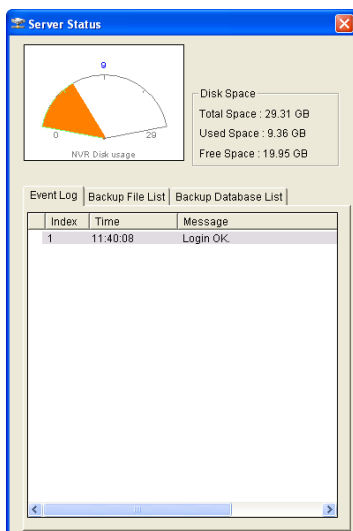 Server Status
9
0
29
NVR Disk usage
Disk Space
Total Space : 29.31 GB
Used Space : 9.36 GB
Free Space : 19.95 GB
Event Log Backup File List Backup Database List
Index Time Message
1 11:40:08 Login OK.